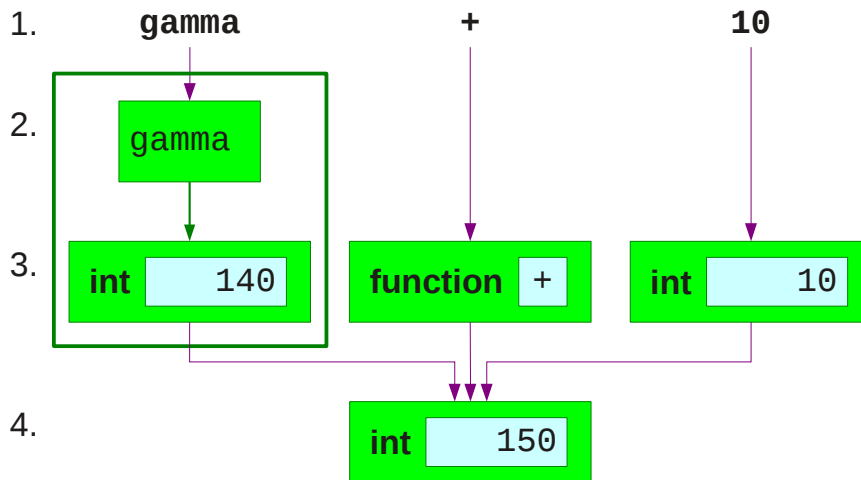 1. gamma + 10
2. gamma
3. int 140 function + int 10
4. int 150